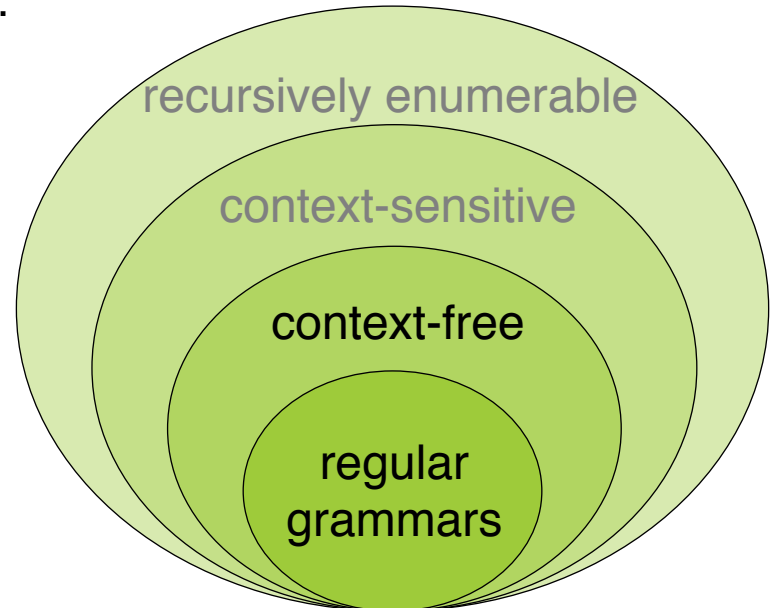 .
recursively enumerable
context-sensitive
context-free
regular
grammars